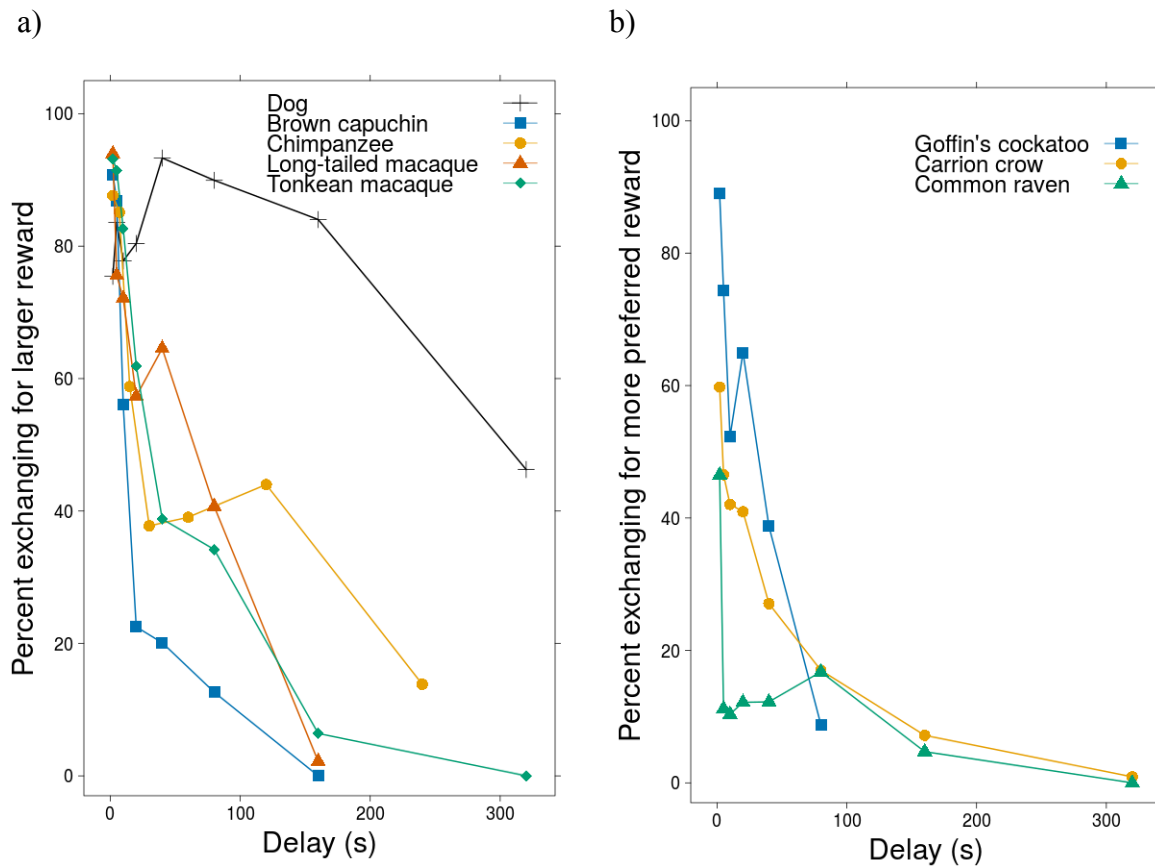 a)
b)
Percent exchanging for larger reward
100
80
60
40
20
0
Dog
Brown capuchin
Chimpanzee
Long-tailed macaque
Tonkean macaque
0
100
200
300
Delay (s)
Percent exchanging for more preferred reward
100
80
60
40
20
0
Goffin's cockatoo
Carrion crow
Common raven
0
100
200
300
Delay (s)